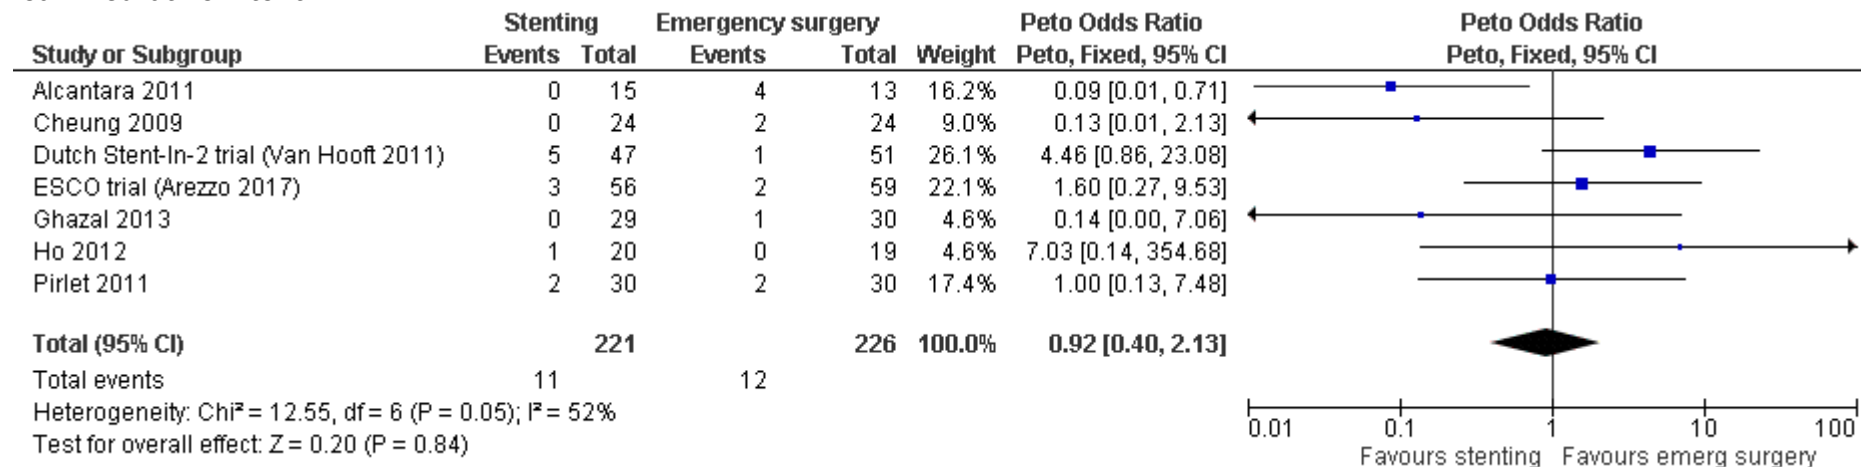 Stenting Emergency surgery Peto Odds Ratio Peto Odds Ratio
Study or Subgroup Events Total Events Total Weight Peto, Fixed, 95% CI Peto, Fixed, 95% CI
Alcantara 2011 0 15 4 13 16.2% 0.09 [0.01, 0.71]
Cheung 2009 0 24 2 24 9.0% 0.13 [0.01, 2.13]
Dutch Stent-In-2 trial (Van Hooft 2011) 5 47 1 51 26.1% 4.46 [0.86, 23.08]
ESCO trial (Arezzo 2017) 3 56 2 59 22.1% 1.60 [0.27, 9.53]
Ghazal 2013 0 29 1 30 4.6% 0.14 [0.00, 7.06]
Ho 2012 1 20 0 19 4.6% 7.03 [0.14, 354.68]
Pirlet 2011 2 30 2 30 17.4% 1.00 [0.13, 7.48]
Total (95% CI) 221 226 100.0% 0.92 [0.40, 2.13]
Total events 11 12
Heterogeneity: Chi² = 12.55, df = 6 (P = 0.05); I² = 52%
Test for overall effect: Z = 0.20 (P = 0.84)
0.01 0.1 1 10 100
Favours stenting Favours emerg surgery